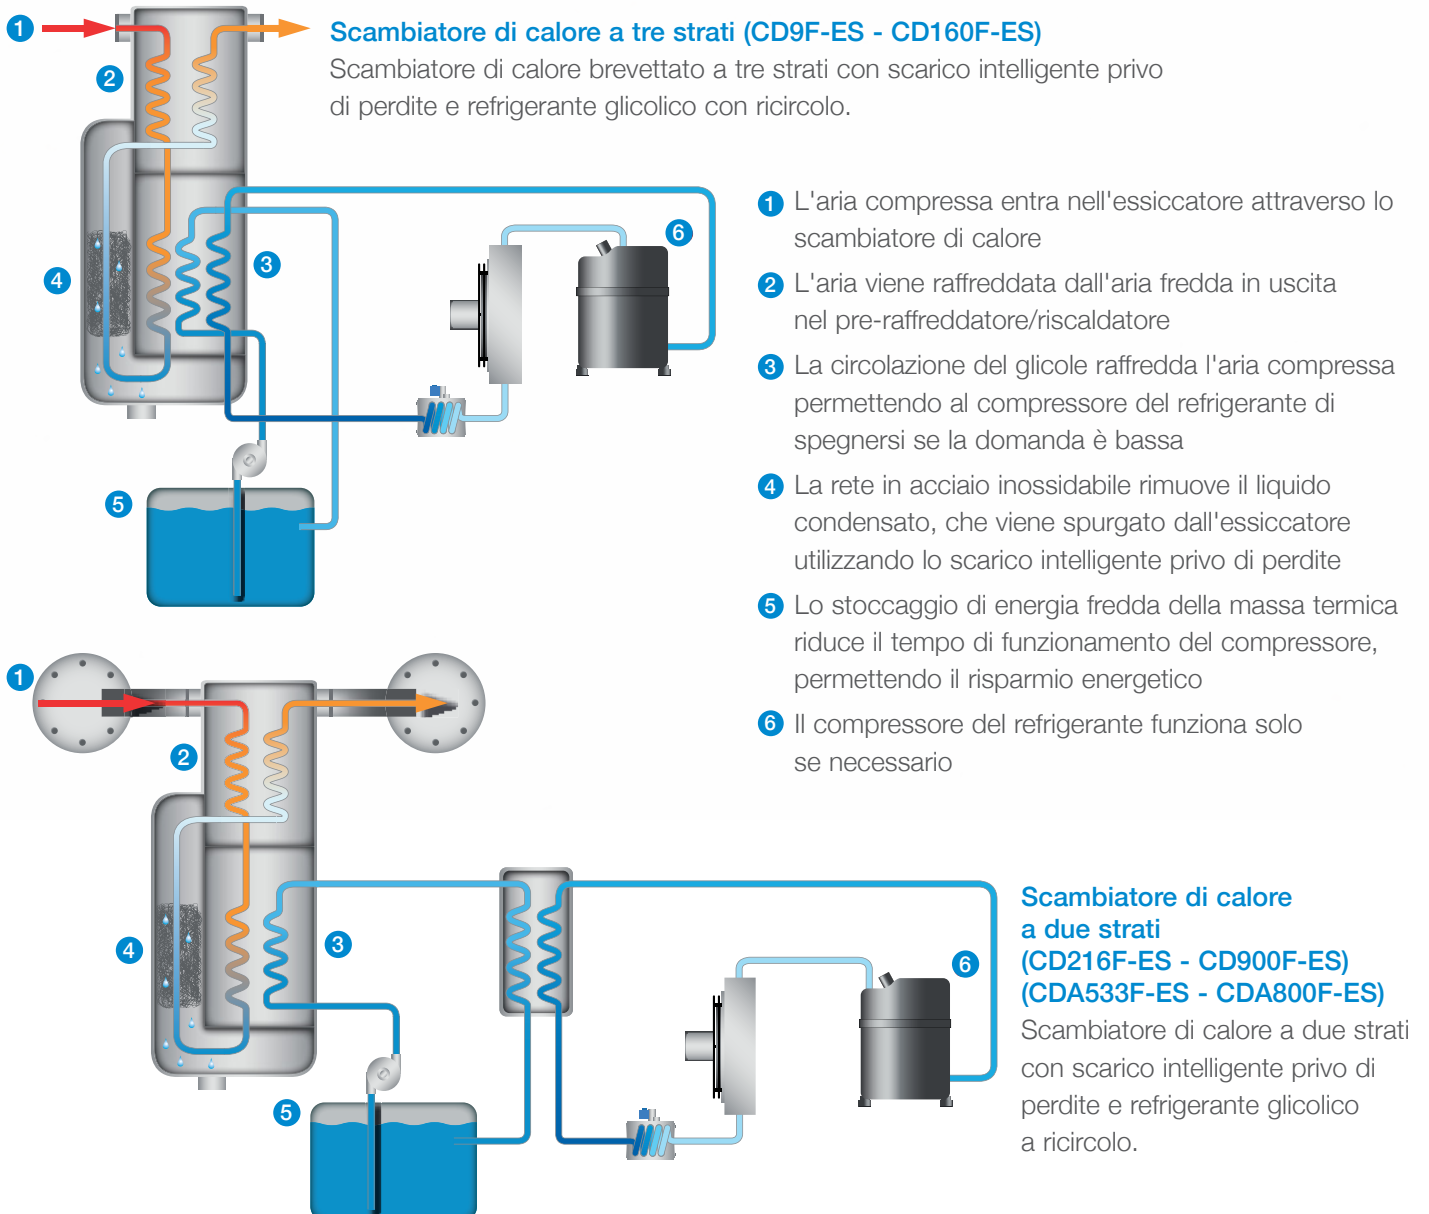 Scambiatore di calore a tre strati (CD9F-ES - CD160F-ES)
Scambiatore di calore brevettato a tre strati con scarico intelligente privo
di perdite e refrigerante glicolico con ricircolo.
1
2
3
4
5
6
1 L'aria compressa entra nell'essiccatore attraverso lo
scambiatore di calore
2 L'aria viene raffreddata dall'aria fredda in uscita
nel pre-raffreddatore/riscaldatore
3 La circolazione del glicole raffredda l'aria compressa
permettendo al compressore del refrigerante di
spegnersi se la domanda è bassa
4 La rete in acciaio inossidabile rimuove il liquido
condensato, che viene spurgato dall'essiccatore
utilizzando lo scarico intelligente privo di perdite
5 Lo stoccaggio di energia fredda della massa termica
riduce il tempo di funzionamento del compressore,
permettendo il risparmio energetico
6 Il compressore del refrigerante funziona solo
se necessario
1
2
3
4
5
6
Scambiatore di calore
a due strati
(CD216F-ES - CD900F-ES)
(CDA533F-ES - CDA800F-ES)
Scambiatore di calore a due strati
con scarico intelligente privo di
perdite e refrigerante glicolico
a ricircolo.